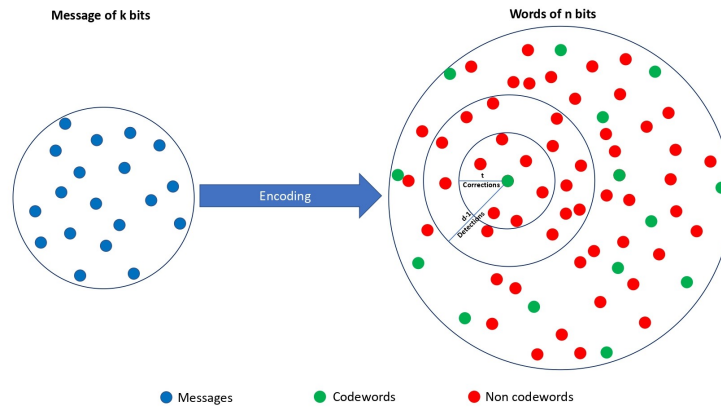 Message of k bits
Words of n bits
Encoding
t
Corrections
d-1
Detections
Messages
Codewords
Non codewords